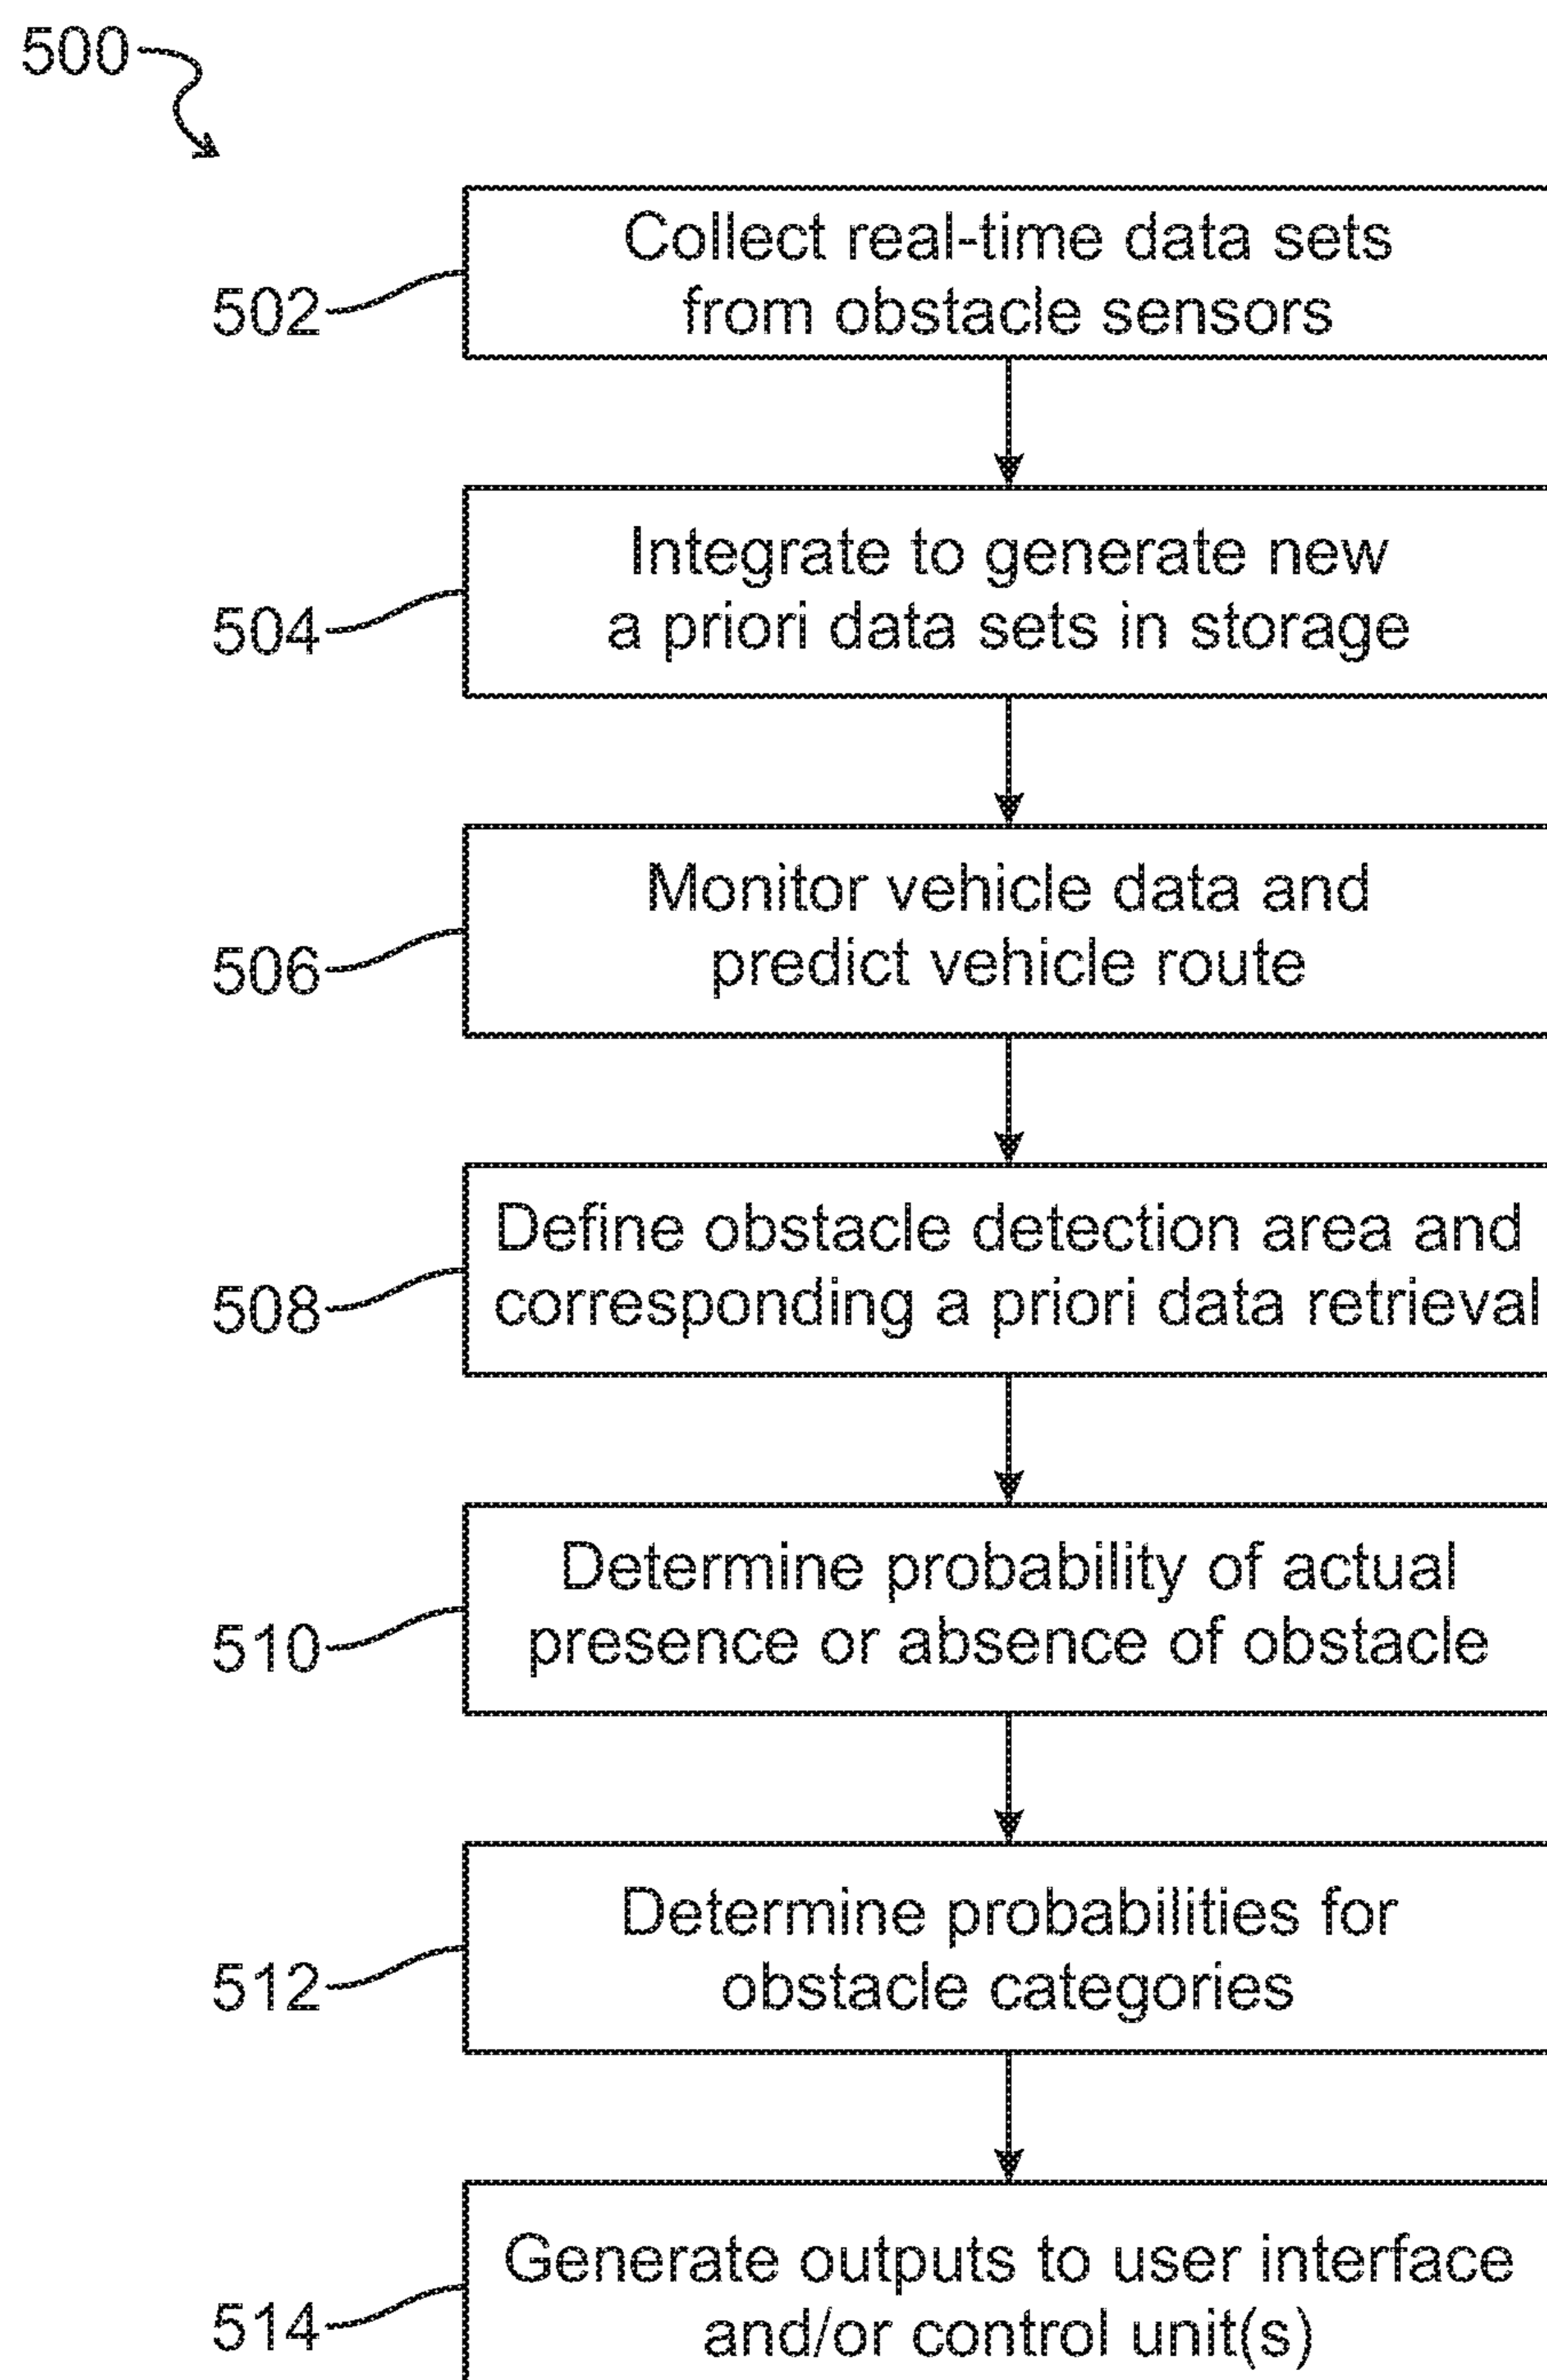 500
Collect real-time data sets
from obstacle sensors
502
Integrate to generate new
a priori data sets in storage
504
Monitor vehicle data and
predict vehicle route
506
Define obstacle detection area and
corresponding a priori data retrieval
508
Determine probability of actual
presence or absence of obstacle
510
Determine probabilities for
obstacle categories
512
Generate outputs to user interface
and/or control unit(s)
514